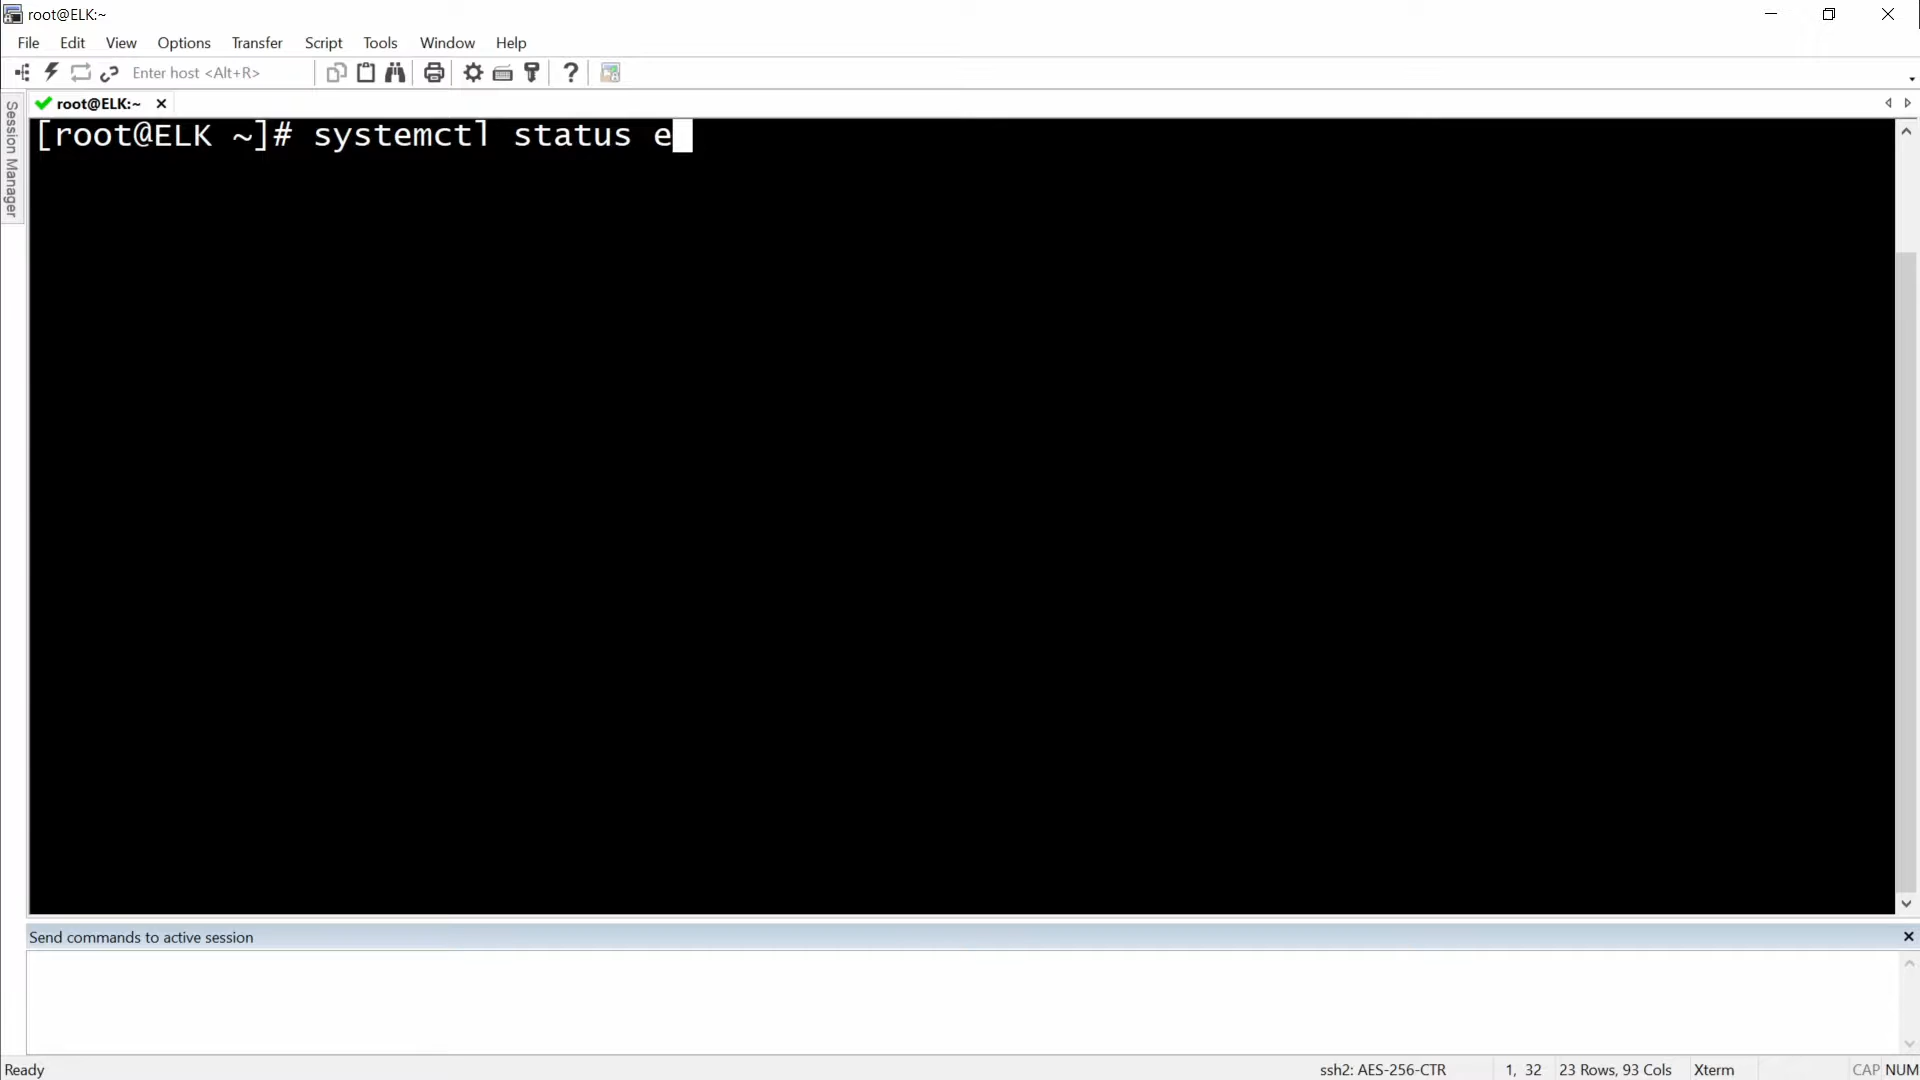 root@ELK:~
File Edit View Options Transfer Script Tools Window Help
Enter host <Alt+R>
Session Manager
root@ELK:~
[root@ELK ~]# systemctl status e
Send commands to active session
Ready ssh2: AES-256-CTR 1, 32 23 Rows, 93 Cols Xterm CAP NUM